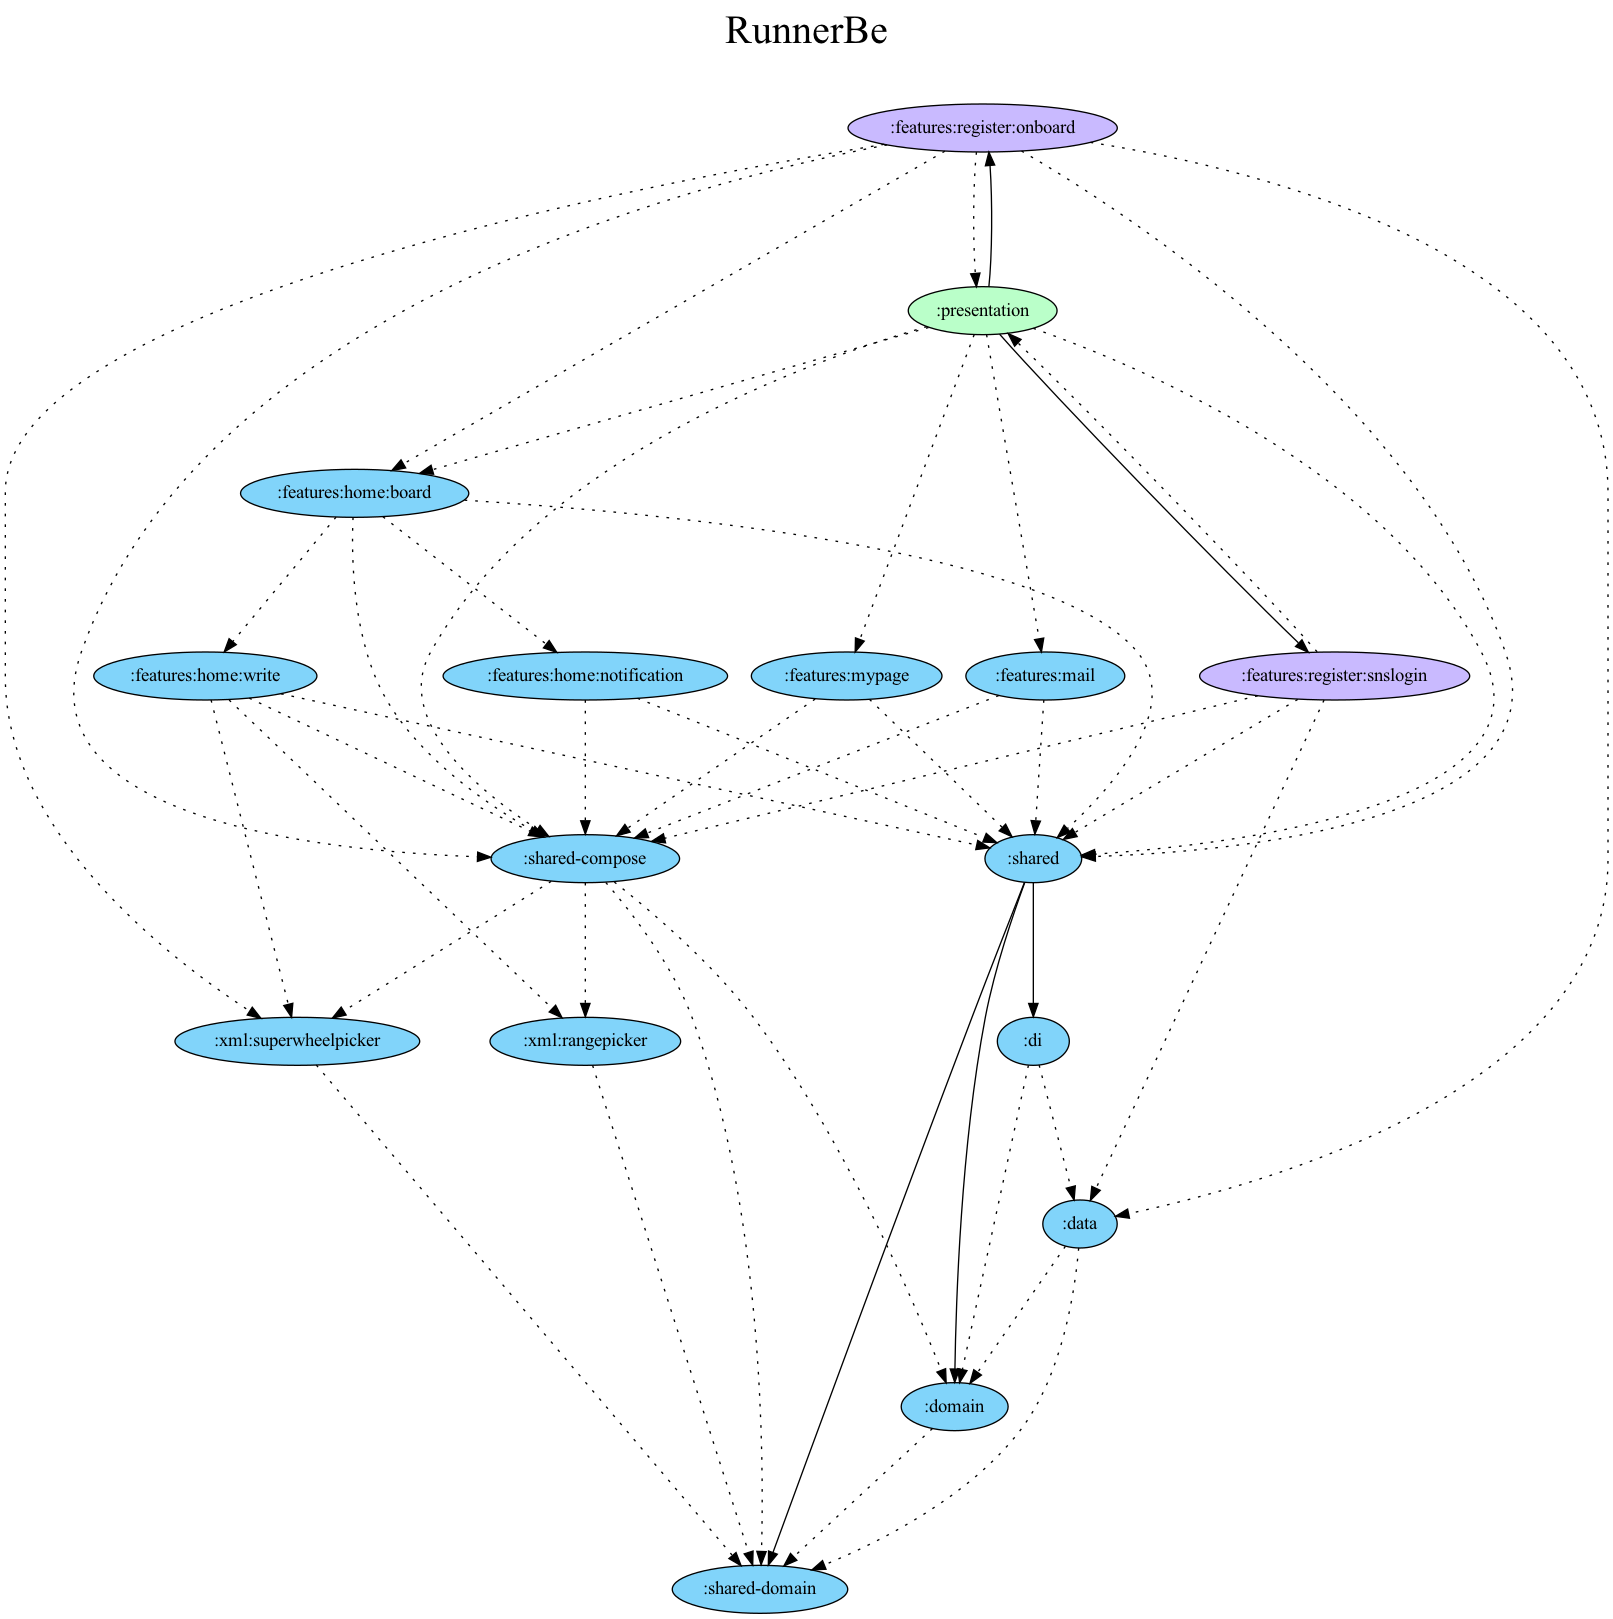 RunnerBe
:features:register:onboard
:presentation
:features:home:board
:features:home:write
:features:home:notification
:features:mypage
:features:mail
:features:register:snslogin
:shared-compose
:shared
:xml:superwheelpicker
:xml:rangepicker
:di
:data
:domain
:shared-domain